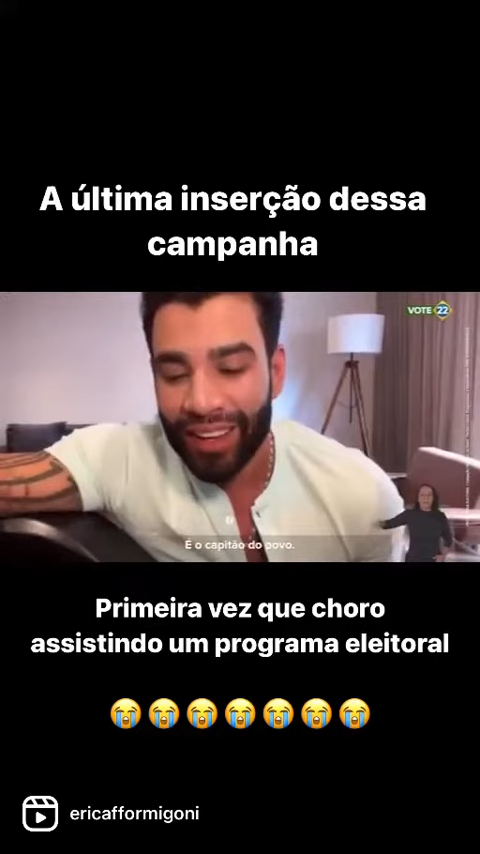 A última inserção dessa
campanha
VOTE 22
É o capitão do povo.
Primeira vez que choro
assistindo um programa eleitoral
ericafformigoni